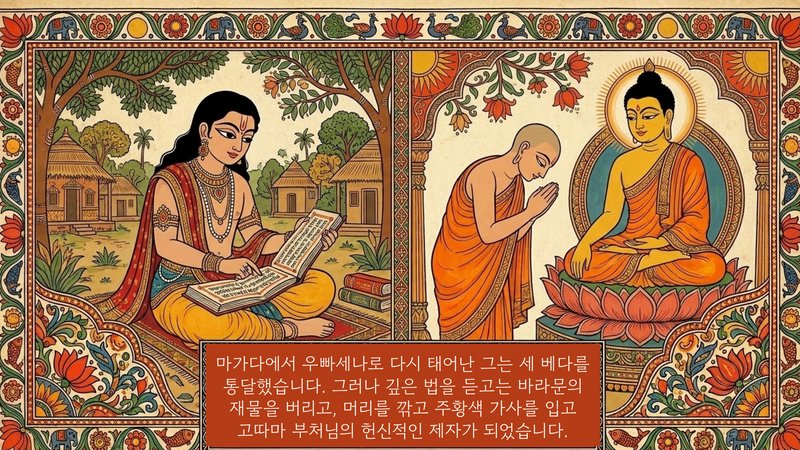 마가다에서 우빠세나로 다시 태어난 그는 세 베다를
통달했습니다. 그러나 깊은 법을 듣고는 바라문의
재물을 버리고, 머리를 깎고 주황색 가사를 입고
고따마 부처님의 헌신적인 제자가 되었습니다.